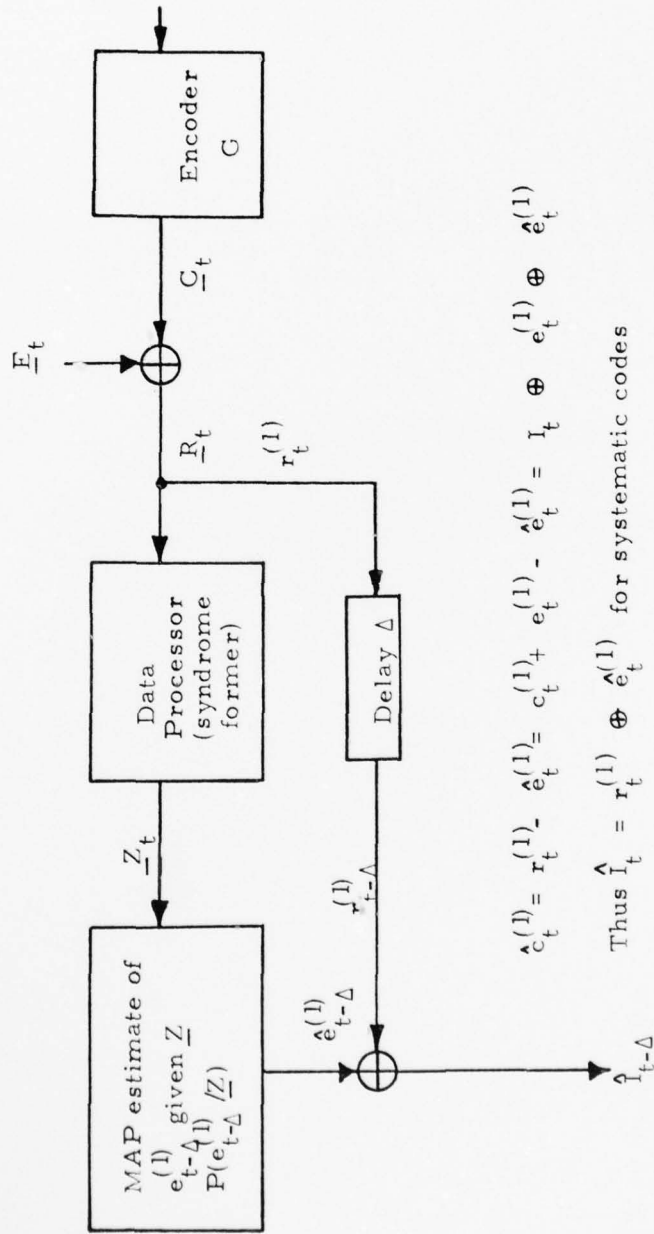 Encoder
G
C_t
E_t
R_t
r_t^(1)
Data
Processor
(syndrome
former)
Z_t
MAP estimate of
e_{t-Δ}^(1) given Z
P(e_{t-Δ}^(1) /Z)
Delay Δ
r_{t-Δ}^(1)
ê_{t-Δ}^(1)
Î_{t-Δ}
ĉ_t^(1) = r_t^(1) - ê_t^(1) = c_t^(1) + e_t^(1) - ê_t^(1) = I_t ⊕ e_t^(1) ⊕ ê_t^(1)
Thus Î_t = r_t^(1) ⊕ ê_t^(1) for systematic codes